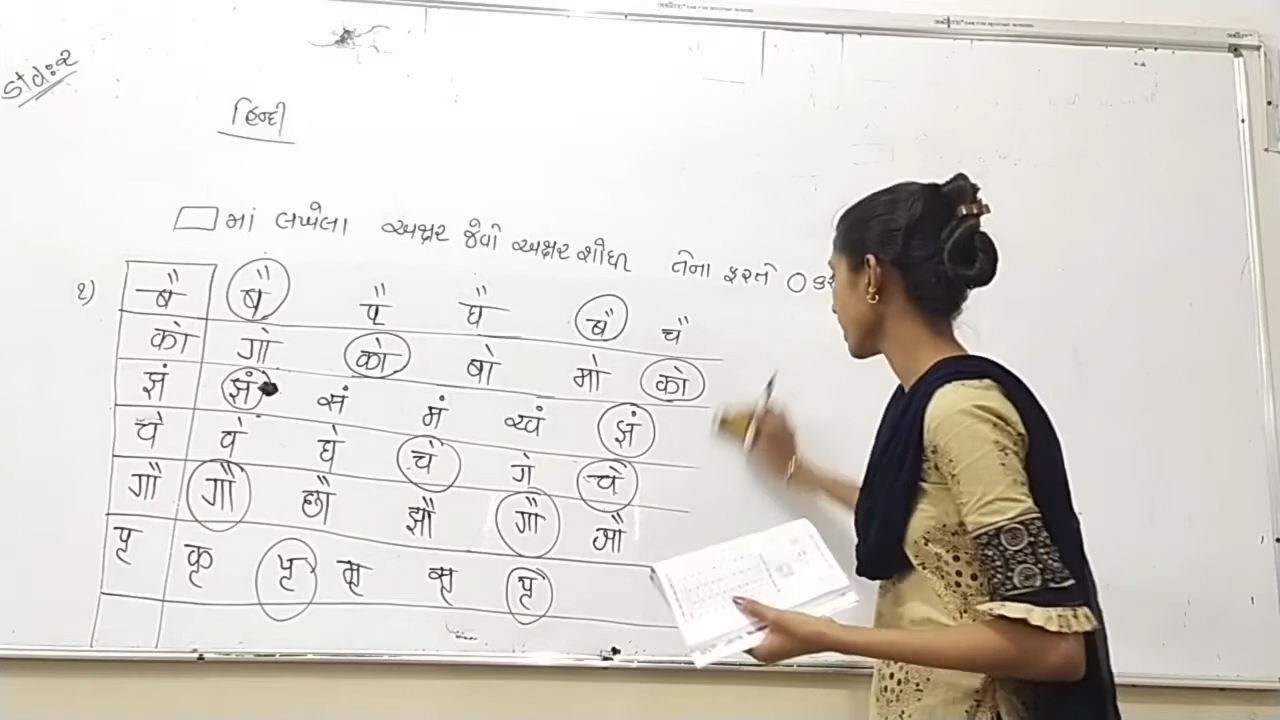 Std:-૨
હિન્દી
માં લખેલા અક્ષર જેવો અક્ષર શોધી તેના ફરતે O કરો
૧) बै बै पै घै बै चै
को गो को बो मो को
झं झं सं मं ख्वं झं
चे वे घे चे गे चे
गौ गौ छौ झौ गौ जौ
पृ कृ पृ सृ सृ पृ